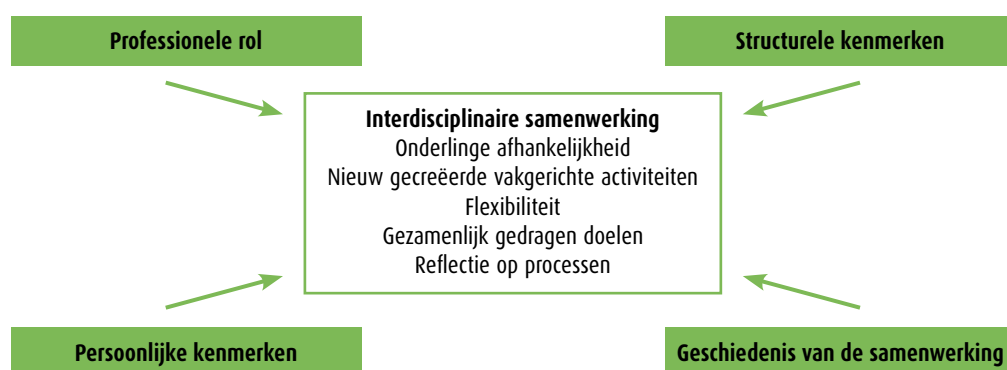 Professionele rol
Structurele kenmerken
Interdisciplinaire samenwerking
Onderlinge afhankelijkheid
Nieuw gecreëerde vakgerichte activiteiten
Flexibiliteit
Gezamenlijk gedragen doelen
Reflectie op processen
Persoonlijke kenmerken
Geschiedenis van de samenwerking